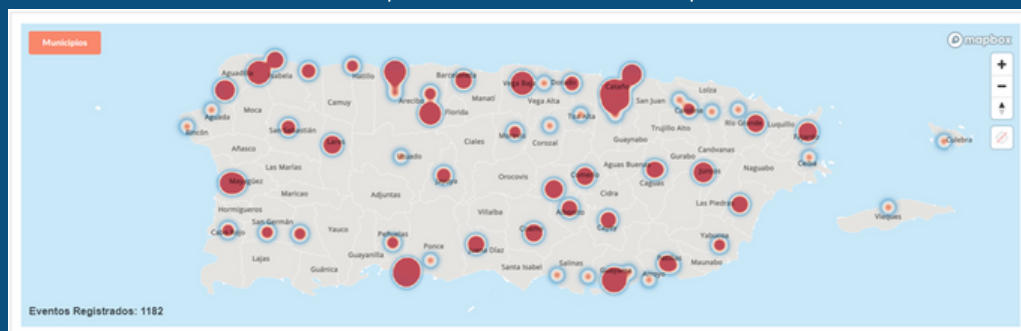 Municipios
mapbox
Isabela
Hatillo
Barceloneta
Aguadilla
Vega Baja
Dorado
Cataño
Loíza
Moca
Camuy
Arecibo
Manatí
Vega Alta
San Juan
Carolina
Aguada
Florida
Toa Alta
Río Grande
Luquillo
Rincón
San Sebastián
Morovis
Trujillo Alto
Fajardo
Culebra
Lares
Ciales
Corozal
Guaynabo
Añasco
Canóvanas
Utuado
Aguas Buenas
Gurabo
Ceiba
Las Marías
Jayuya
Orocovis
Comerío
Caguas
Juncos
Naguabo
Mayagüez
Maricao
Adjuntas
Cidra
Las Piedras
Hormigueros
Villalba
Aibonito
Vieques
San Germán
Cayey
Cabo Rojo
Yauco
Peñuelas
Coamo
Yabucoa
Ponce
Juana Díaz
Lajas
Guayanilla
Patillas
Maunabo
Guánica
Santa Isabel
Salinas
Guayama
Arroyo
Eventos Registrados: 1182